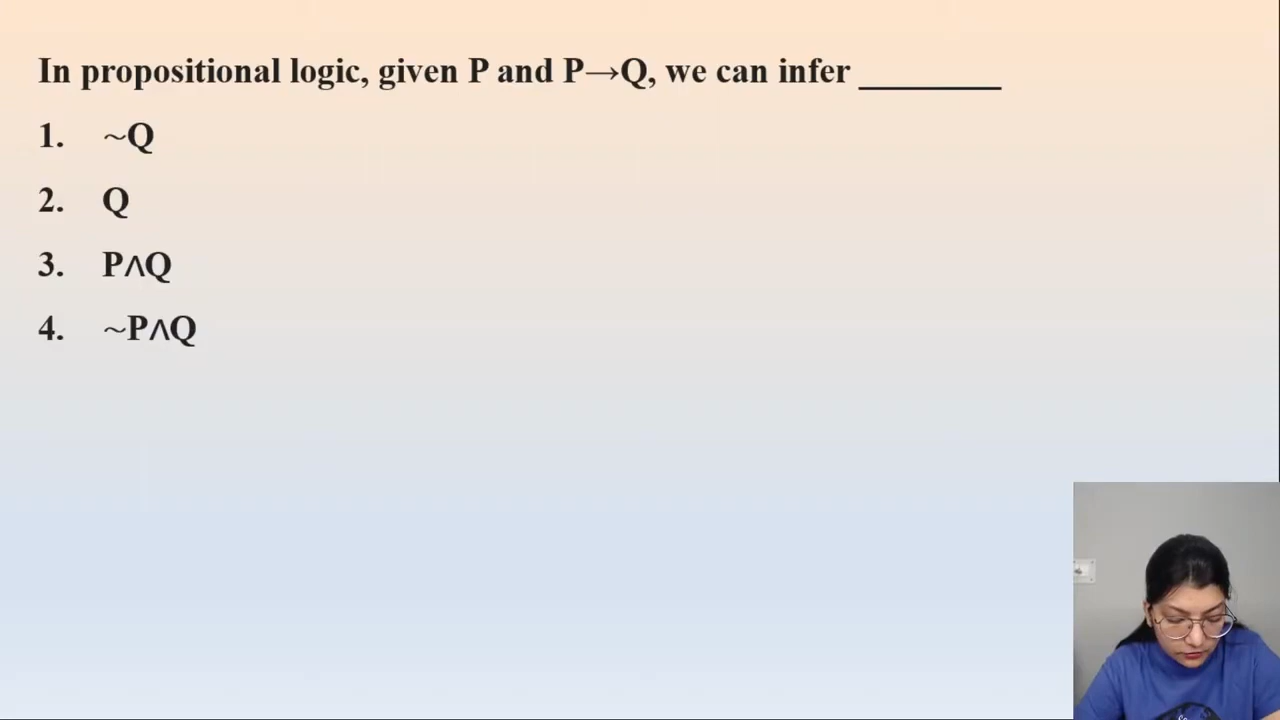 In propositional logic, given P and P→Q, we can infer ________
1. ~Q
2. Q
3. P∧Q
4. ~P∧Q